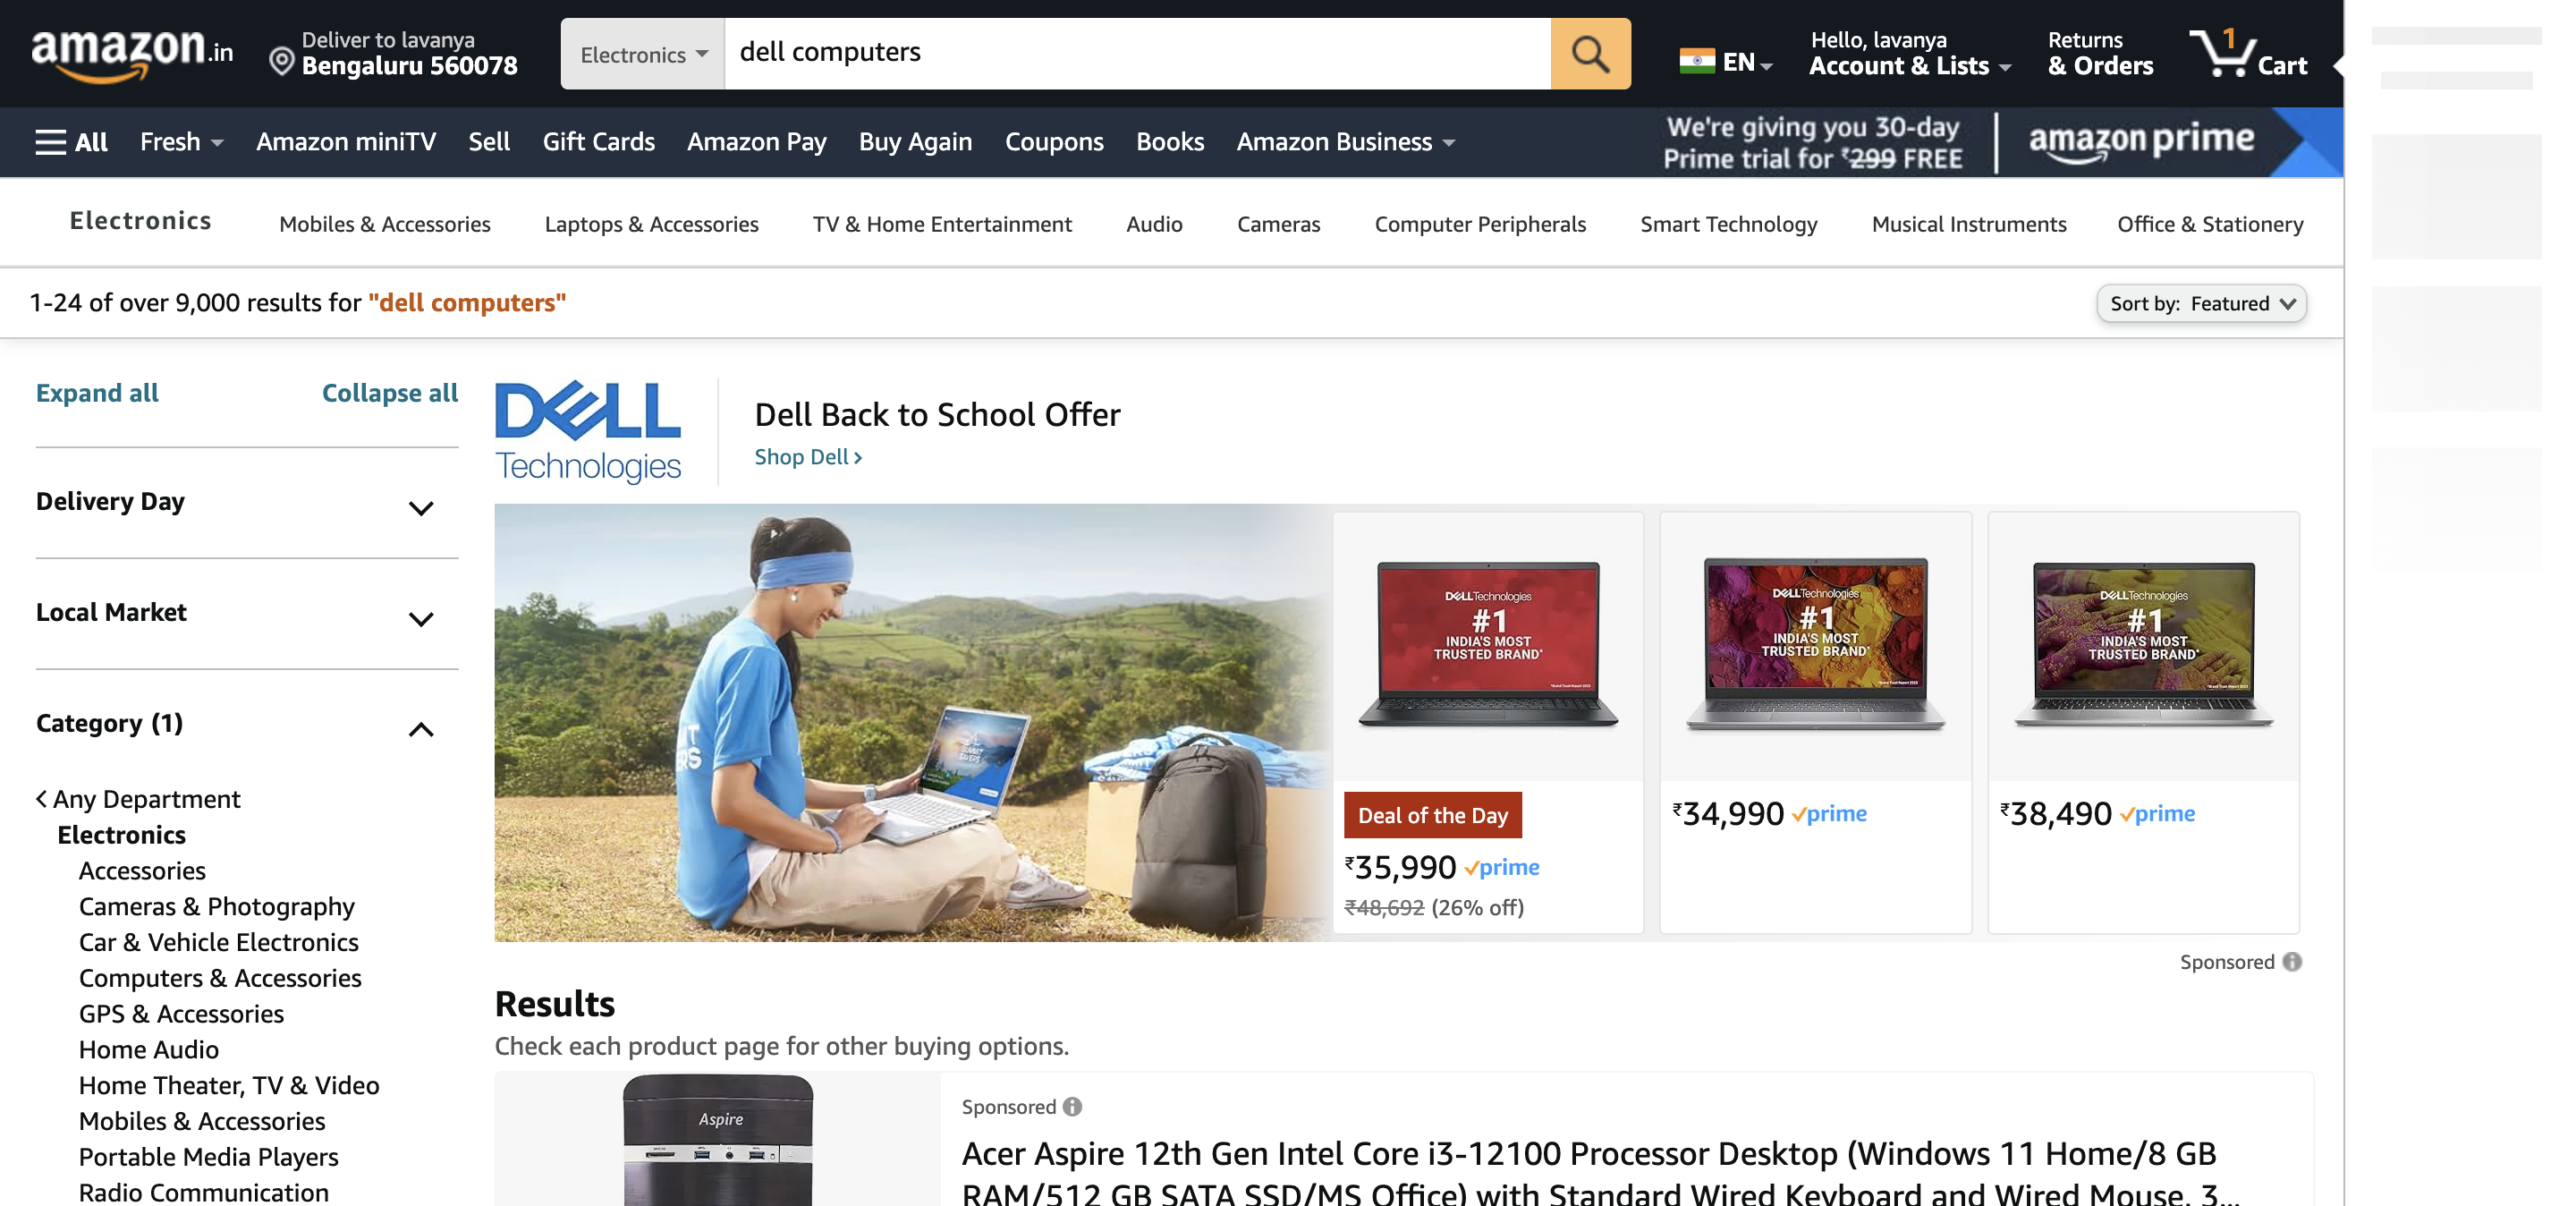 amazon.in
Deliver to lavanya
Bengaluru 560078
Electronics
dell computers
EN
Hello, lavanya
Account & Lists
Returns
& Orders
1
Cart
All
Fresh
Amazon miniTV
Sell
Gift Cards
Amazon Pay
Buy Again
Coupons
Books
Amazon Business
We're giving you 30-day
Prime trial for ₹299 FREE
amazon prime
Electronics
Mobiles & Accessories
Laptops & Accessories
TV & Home Entertainment
Audio
Cameras
Computer Peripherals
Smart Technology
Musical Instruments
Office & Stationery
1-24 of over 9,000 results for "dell computers"
Sort by: Featured
Expand all
Collapse all
Delivery Day
Local Market
Category (1)
Any Department
Electronics
Accessories
Cameras & Photography
Car & Vehicle Electronics
Computers & Accessories
GPS & Accessories
Home Audio
Home Theater, TV & Video
Mobiles & Accessories
Portable Media Players
Radio Communication
DELL
Technologies
Dell Back to School Offer
Shop Dell
DELL Technologies
#1
INDIA'S MOST
TRUSTED BRAND*
Deal of the Day
₹35,990 prime
₹48,692 (26% off)
DELL Technologies
#1
INDIA'S MOST
TRUSTED BRAND*
₹34,990 prime
DELL Technologies
#1
INDIA'S MOST
TRUSTED BRAND*
₹38,490 prime
Sponsored
Results
Check each product page for other buying options.
Aspire
Sponsored
Acer Aspire 12th Gen Intel Core i3-12100 Processor Desktop (Windows 11 Home/8 GB
RAM/512 GB SATA SSD/MS Office) with Standard Wired Keyboard and Wired Mouse, 3...